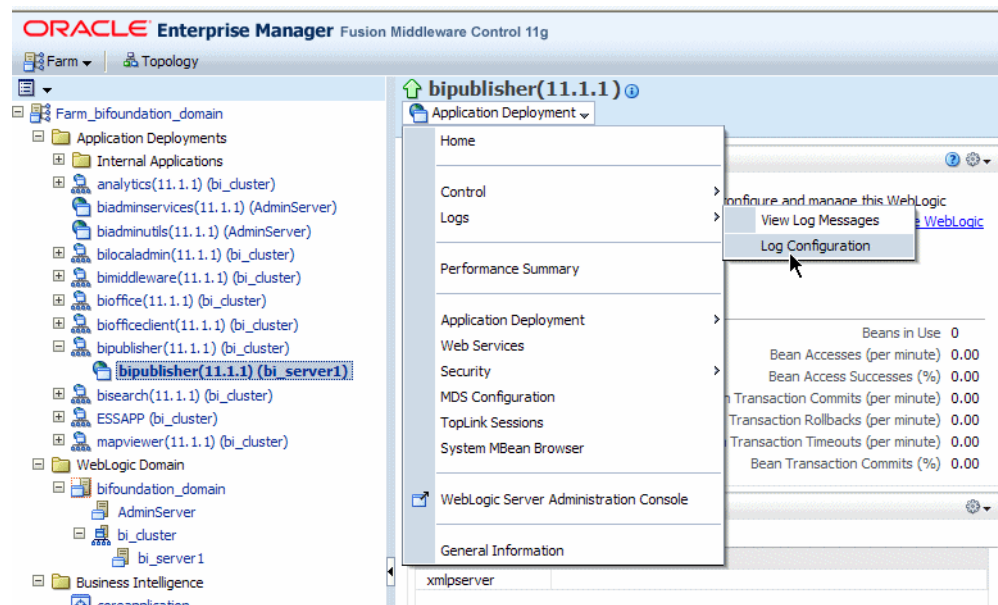 ORACLE Enterprise Manager Fusion Middleware Control 11g
Farm Topology
Farm_bifoundation_domain
Application Deployments
Internal Applications
analytics(11.1.1) (bi_cluster)
biadminservices(11.1.1) (AdminServer)
biadminutils(11.1.1) (AdminServer)
bilocaladmin(11.1.1) (bi_cluster)
bimiddleware(11.1.1) (bi_cluster)
bioffice(11.1.1) (bi_cluster)
biofficeclient(11.1.1) (bi_cluster)
bipublisher(11.1.1) (bi_cluster)
bipublisher(11.1.1) (bi_server1)
bisearch(11.1.1) (bi_cluster)
ESSAPP (bi_cluster)
mapviewer(11.1.1) (bi_cluster)
WebLogic Domain
bifoundation_domain
AdminServer
bi_cluster
bi_server1
Business Intelligence
coreapplication
bipublisher(11.1.1)
Application Deployment
Home
Control
Logs
Performance Summary
Application Deployment
Web Services
Security
MDS Configuration
TopLink Sessions
System MBean Browser
WebLogic Server Administration Console
General Information
View Log Messages
Log Configuration
configure and manage this WebLogic
WebLogic
Beans in Use 0
Bean Accesses (per minute) 0.00
Bean Access Successes (%) 0.00
Transaction Commits (per minute) 0.00
Transaction Rollbacks (per minute) 0.00
Transaction Timeouts (per minute) 0.00
Bean Transaction Commits (%) 0.00
xmlpserver